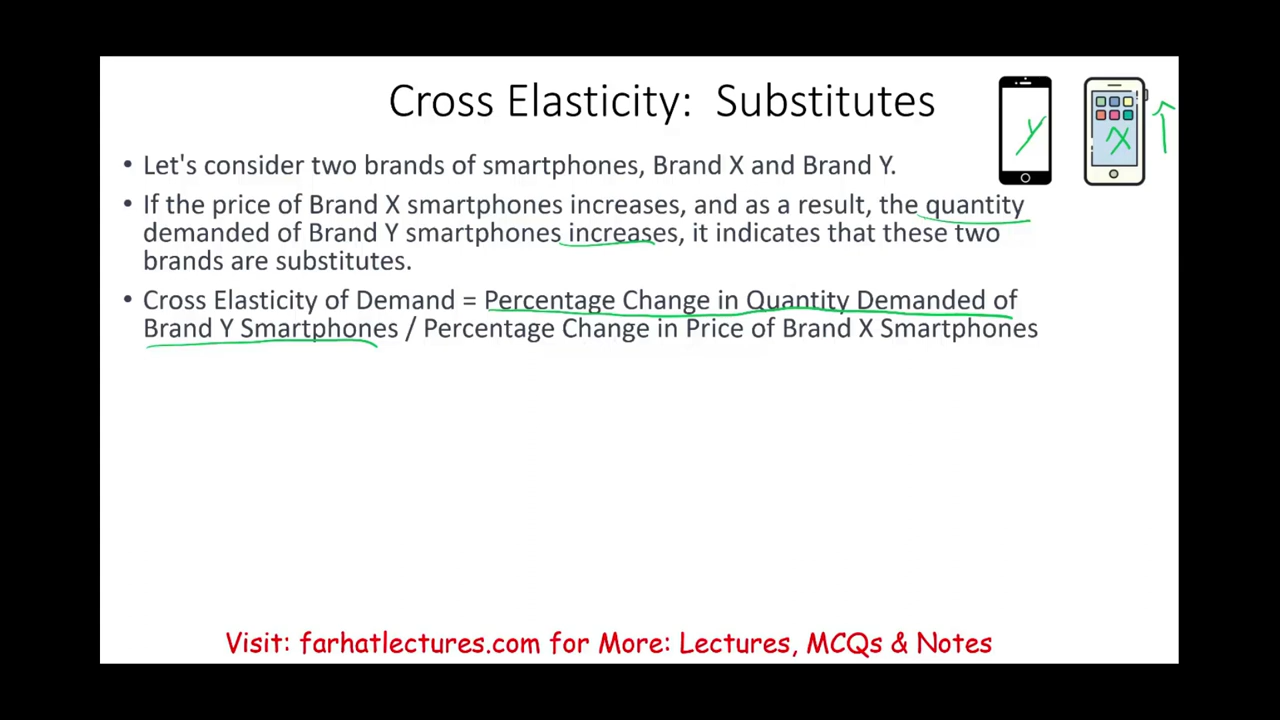 Cross Elasticity: Substitutes
Y
X
• Let's consider two brands of smartphones, Brand X and Brand Y.
• If the price of Brand X smartphones increases, and as a result, the quantity
demanded of Brand Y smartphones increases, it indicates that these two
brands are substitutes.
• Cross Elasticity of Demand = Percentage Change in Quantity Demanded of
Brand Y Smartphones / Percentage Change in Price of Brand X Smartphones
Visit: farhatlectures.com for More: Lectures, MCQs & Notes